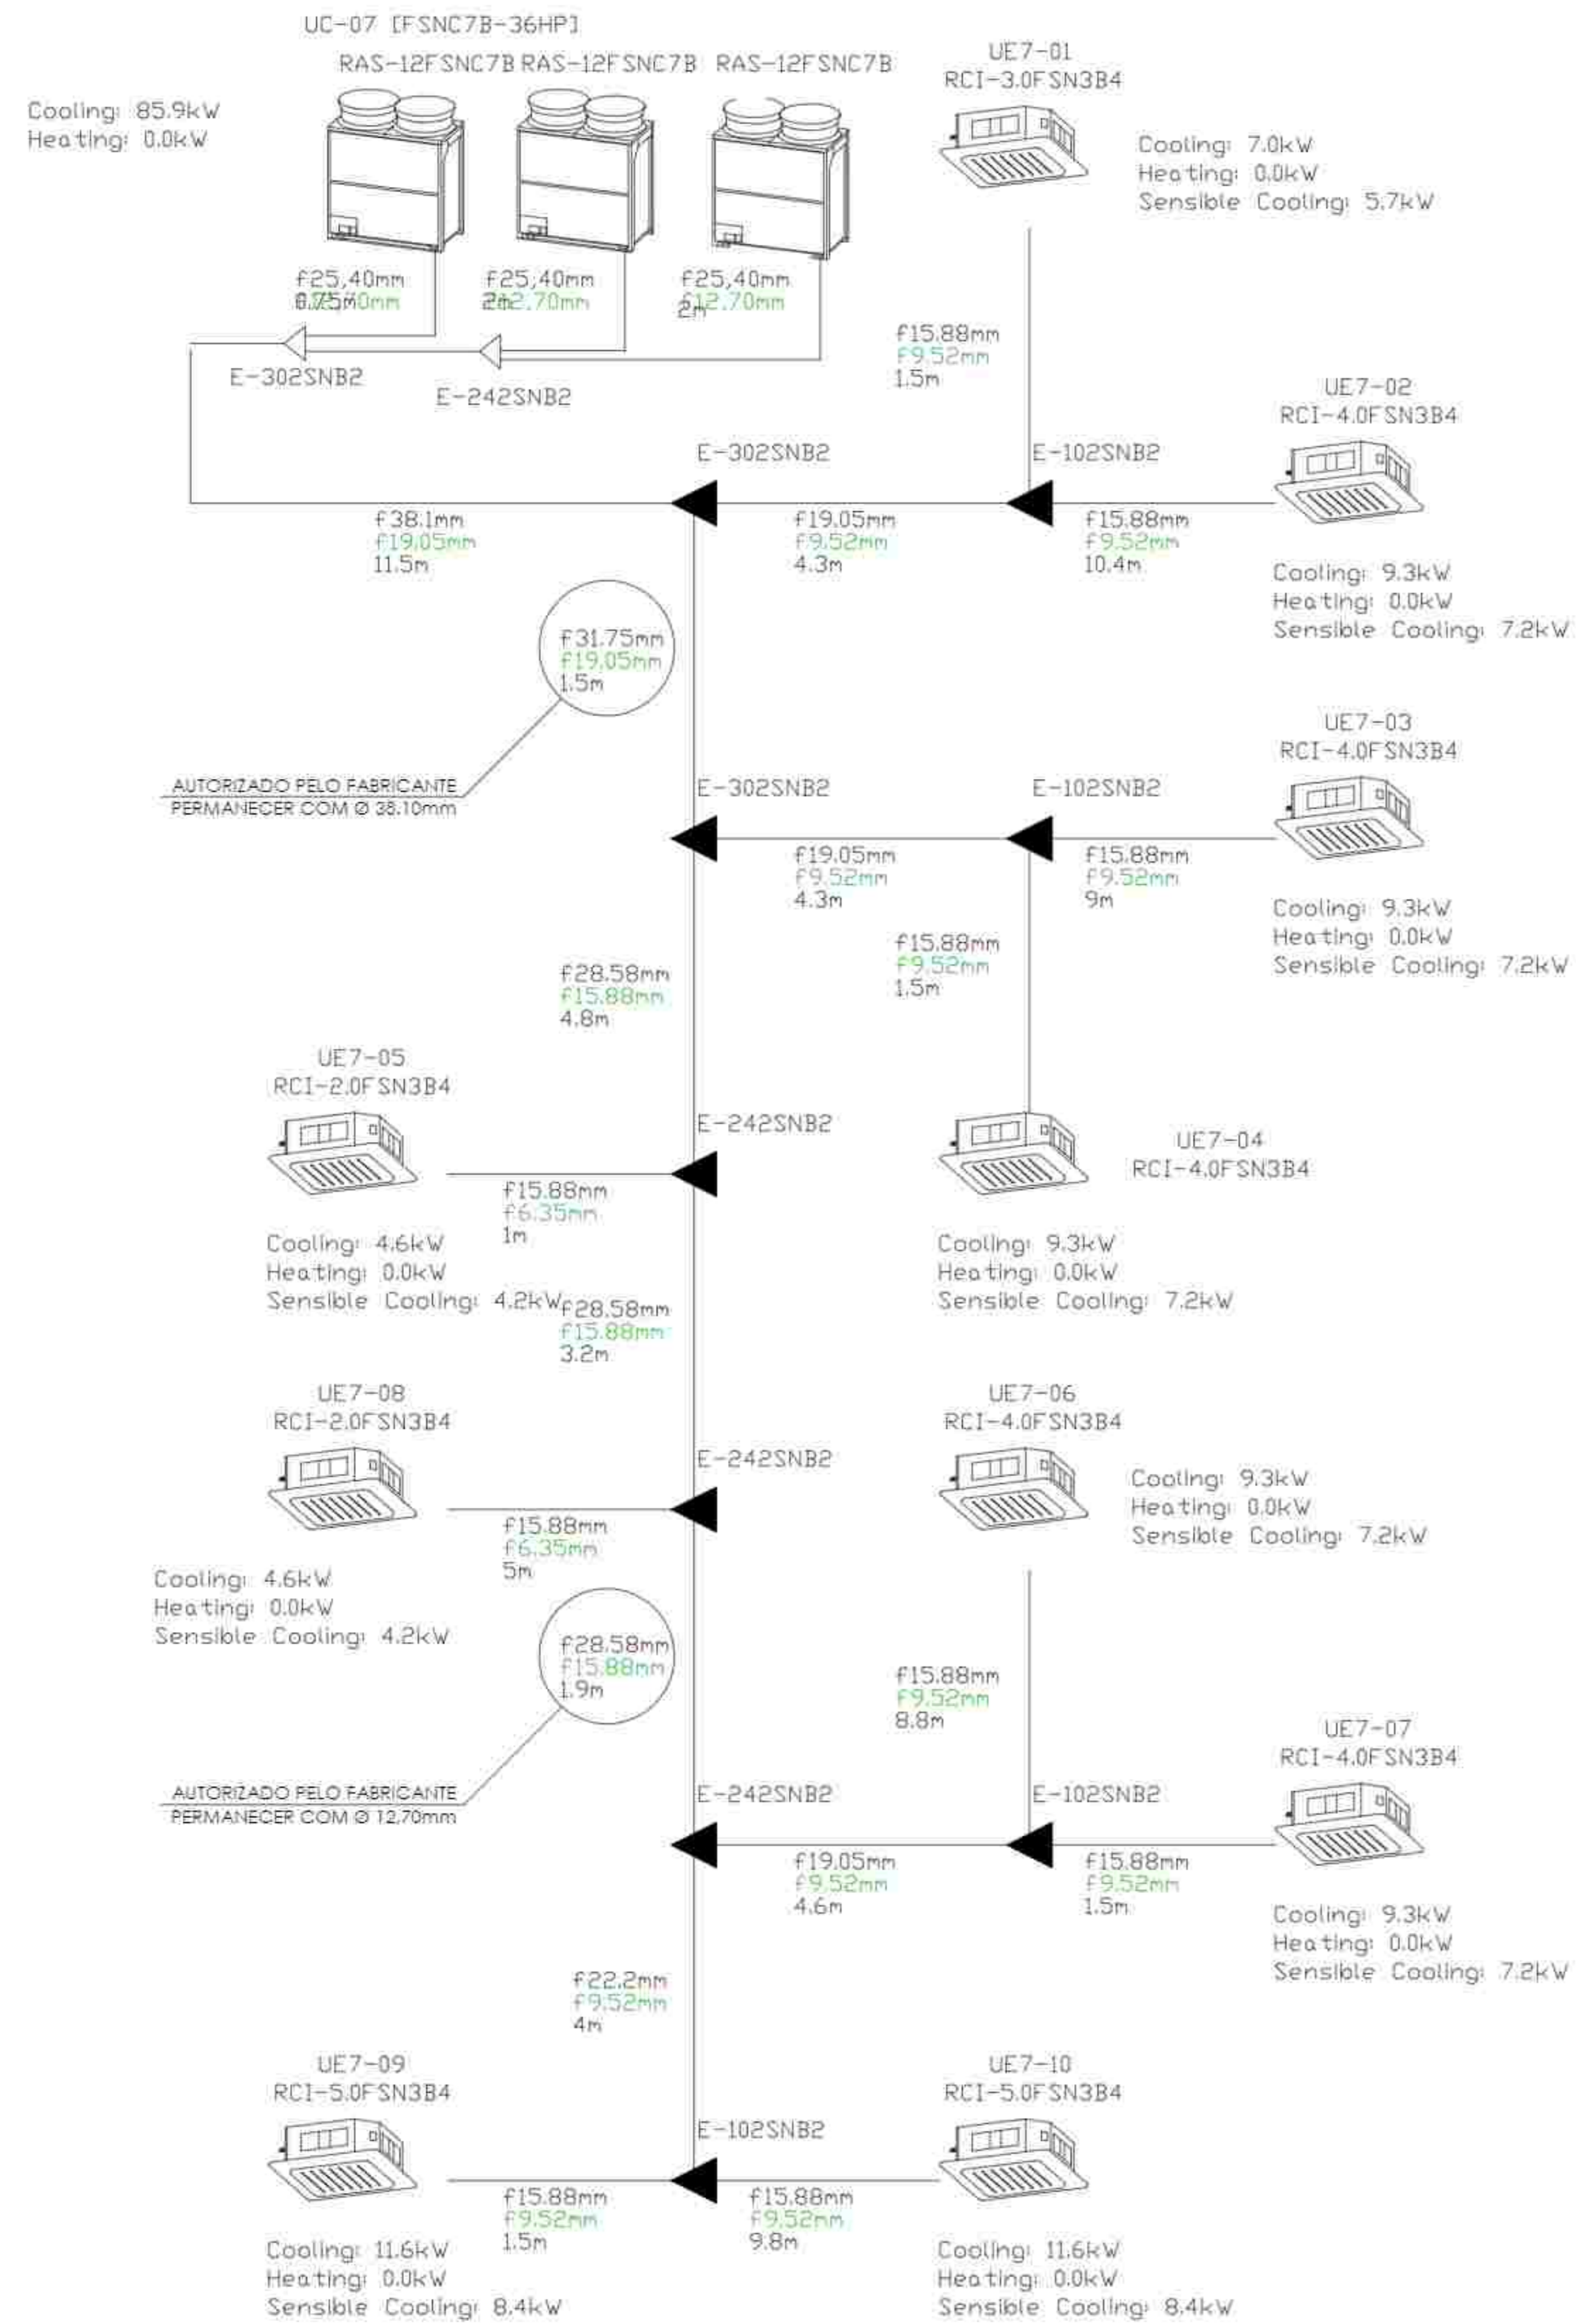 UC-07 [FSNC7B-36HP]
RAS-12FSNC7B RAS-12FSNC7B RAS-12FSNC7B
Cooling: 85.9kW
Heating: 0.0kW
UE7-01
RCI-3.0FSN3B4
Cooling: 7.0kW
Heating: 0.0kW
Sensible Cooling: 5.7kW
f25,40mm
f25,40mm
2m
f25,40mm
f12.70mm
2m
E-302SNB2
E-242SNB2
f15.88mm
f9.52mm
1.5m
UE7-02
RCI-4.0FSN3B4
E-302SNB2
E-102SNB2
f38.1mm
f19.05mm
11.5m
f19.05mm
f9.52mm
4.3m
f15.88mm
f9.52mm
10.4m
Cooling: 9.3kW
Heating: 0.0kW
Sensible Cooling: 7.2kW
f31.75mm
f19.05mm
1.5m
AUTORIZADO PELO FABRICANTE
PERMANECER COM Ø 38.10mm
UE7-03
RCI-4.0FSN3B4
E-302SNB2
E-102SNB2
f19.05mm
f9.52mm
4.3m
f15.88mm
f9.52mm
9m
Cooling: 9.3kW
Heating: 0.0kW
Sensible Cooling: 7.2kW
f15.88mm
f9.52mm
1.5m
f28.58mm
f15.88mm
4.8m
UE7-05
RCI-2.0FSN3B4
E-242SNB2
UE7-04
RCI-4.0FSN3B4
f15.88mm
f6.35mm
1m
Cooling: 4.6kW
Heating: 0.0kW
Sensible Cooling: 4.2kW
Cooling: 9.3kW
Heating: 0.0kW
Sensible Cooling: 7.2kW
f28.58mm
f15.88mm
3.2m
UE7-08
RCI-2.0FSN3B4
UE7-06
RCI-4.0FSN3B4
E-242SNB2
Cooling: 9.3kW
Heating: 0.0kW
Sensible Cooling: 7.2kW
f15.88mm
f6.35mm
5m
Cooling: 4.6kW
Heating: 0.0kW
Sensible Cooling: 4.2kW
f28.58mm
f15.88mm
1.9m
AUTORIZADO PELO FABRICANTE
PERMANECER COM Ø 12,70mm
f15.88mm
f9.52mm
8.8m
UE7-07
RCI-4.0FSN3B4
E-242SNB2
E-102SNB2
f19.05mm
f9.52mm
4.6m
f15.88mm
f9.52mm
1.5m
Cooling: 9.3kW
Heating: 0.0kW
Sensible Cooling: 7.2kW
f22.2mm
f9.52mm
4m
UE7-09
RCI-5.0FSN3B4
UE7-10
RCI-5.0FSN3B4
E-102SNB2
f15.88mm
f9.52mm
1.5m
f15.88mm
f9.52mm
9.8m
Cooling: 11.6kW
Heating: 0.0kW
Sensible Cooling: 8.4kW
Cooling: 11.6kW
Heating: 0.0kW
Sensible Cooling: 8.4kW